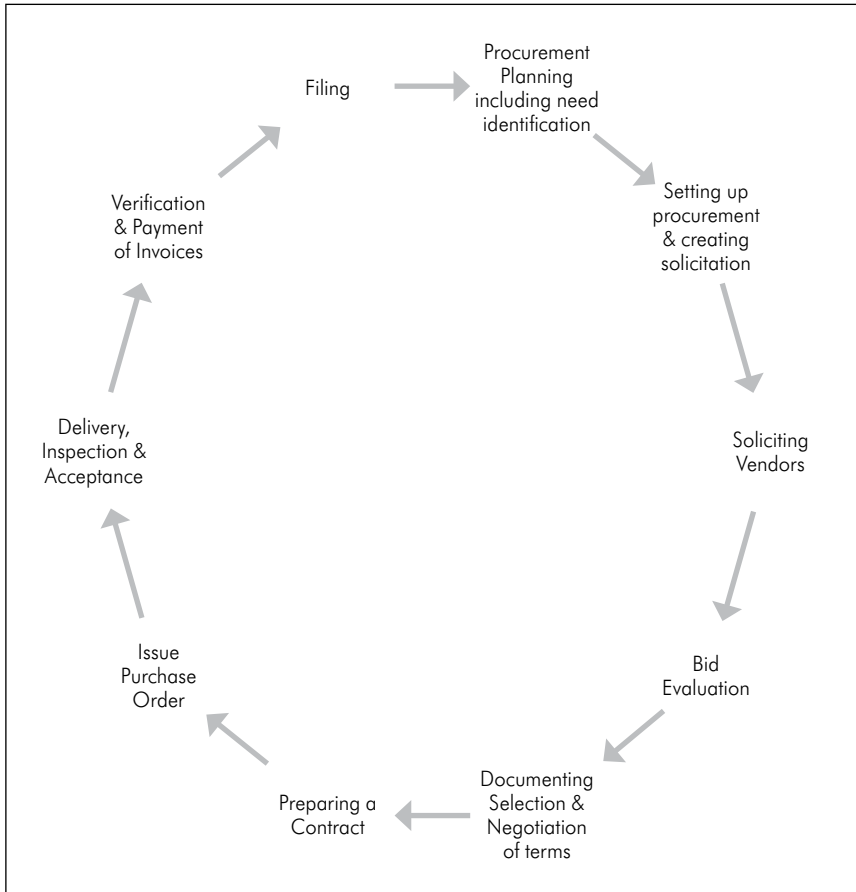 Filing
Procurement
Planning
including need
identification
Setting up
procurement
& creating
solicitation
Soliciting
Vendors
Bid
Evaluation
Documenting
Selection &
Negotiation
of terms
Preparing a
Contract
Issue
Purchase
Order
Delivery,
Inspection &
Acceptance
Verification
& Payment
of Invoices